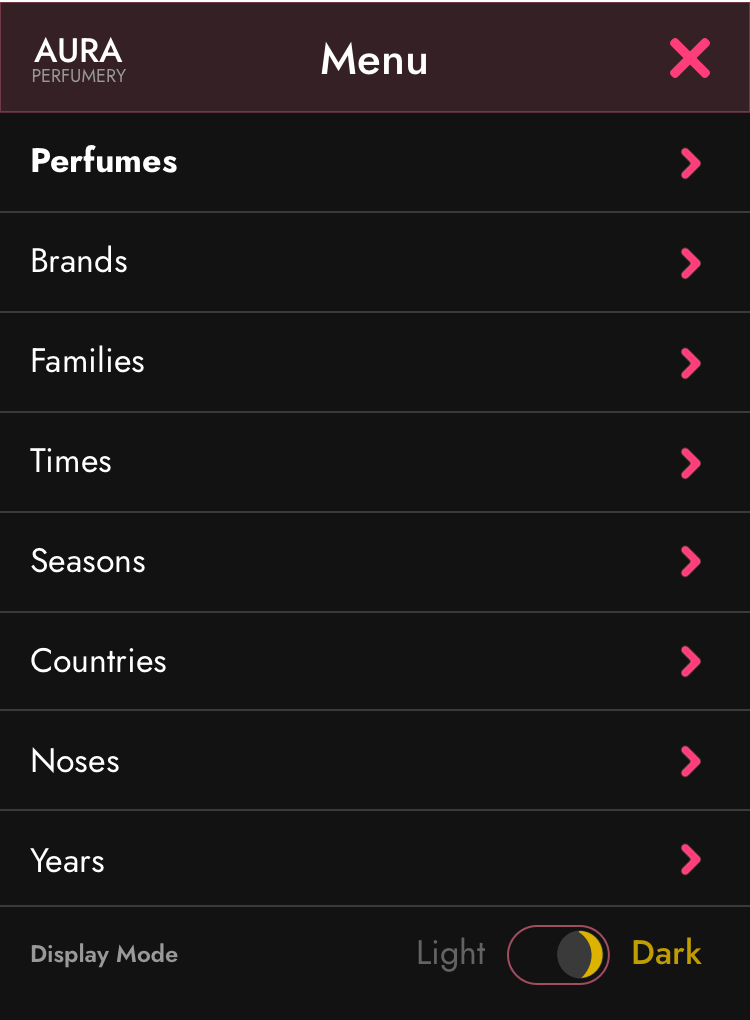 AURA
PERFUMERY
Menu
Perfumes
Brands
Families
Times
Seasons
Countries
Noses
Years
Display Mode Light Dark